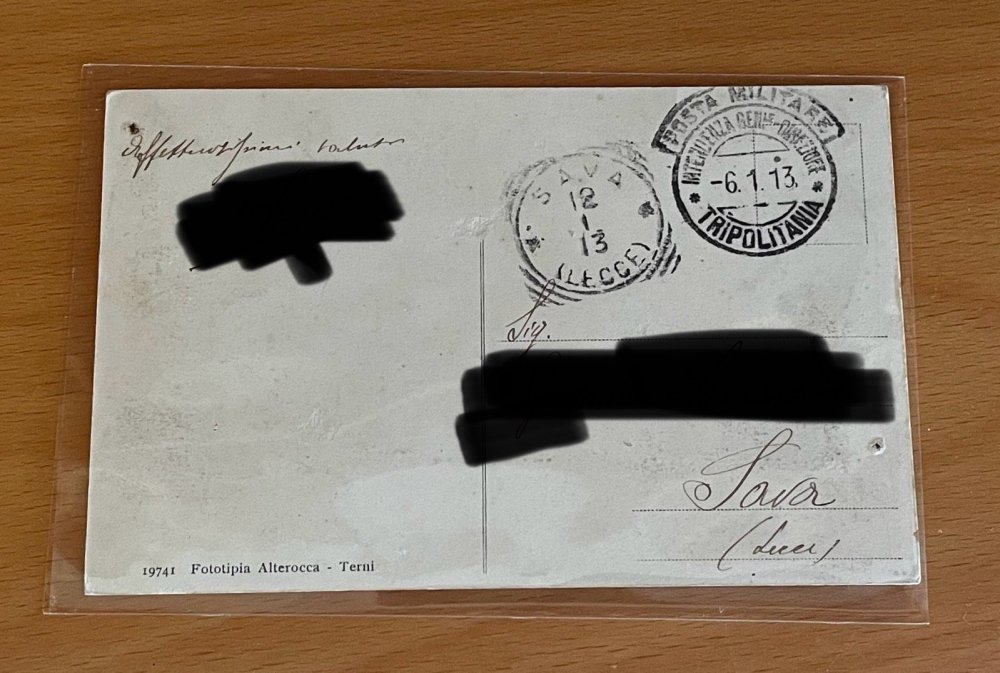 Affettuosissimi saluti
POSTA MILITARE
INTENDENZA GENLE - DIREZIONE
-6.1.13.
* TRIPOLITANIA *
SAVA
12
1
13
(LECCE)
Sig.
Sava
(Lecce)
19741 Fototipia Alterocca - Terni